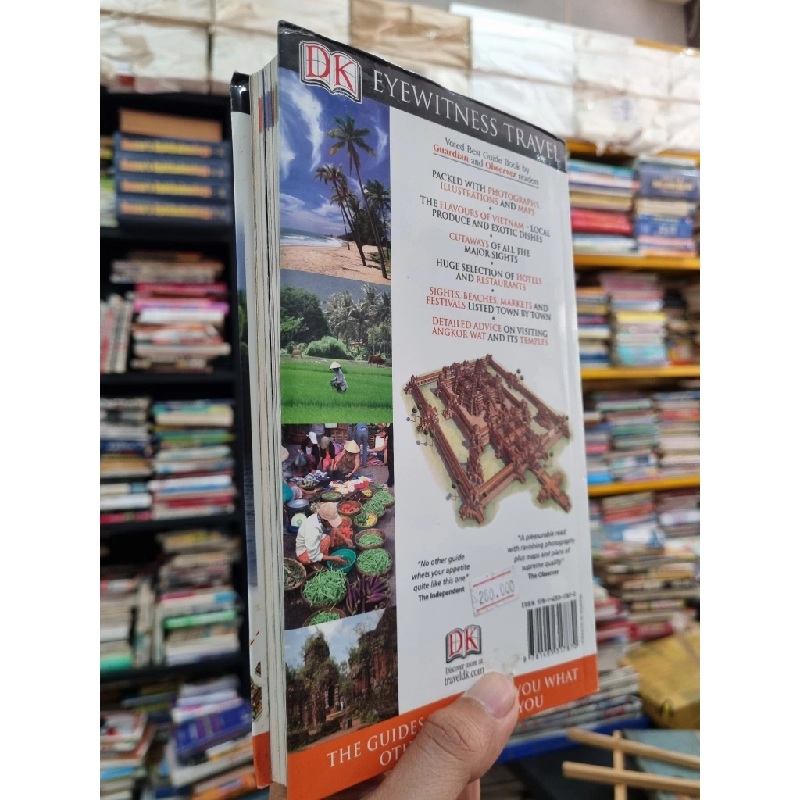 DK EYEWITNESS TRAVEL
Voted Best Guide Book by
Guardian and Observer readers
PACKED WITH PHOTOGRAPHS,
ILLUSTRATIONS AND MAPS
THE FLAVOURS OF VIETNAM - LOCAL
PRODUCE AND EXOTIC DISHES
CUTAWAYS OF ALL THE
MAJOR SIGHTS
HUGE SELECTION OF HOTELS
AND RESTAURANTS
SIGHTS, BEACHES, MARKETS AND
FESTIVALS LISTED TOWN BY TOWN
DETAILED ADVICE ON VISITING
ANGKOR WAT AND ITS TEMPLES
"No other guide
whets your appetite
quite like this one"
The Independent
"A pleasurable read
with ravishing photography
plus maps and plans of
supreme quality"
The Observer
200.000
DK
Discover more at
traveldk.com
THE GUIDES YOU WHAT
YOU